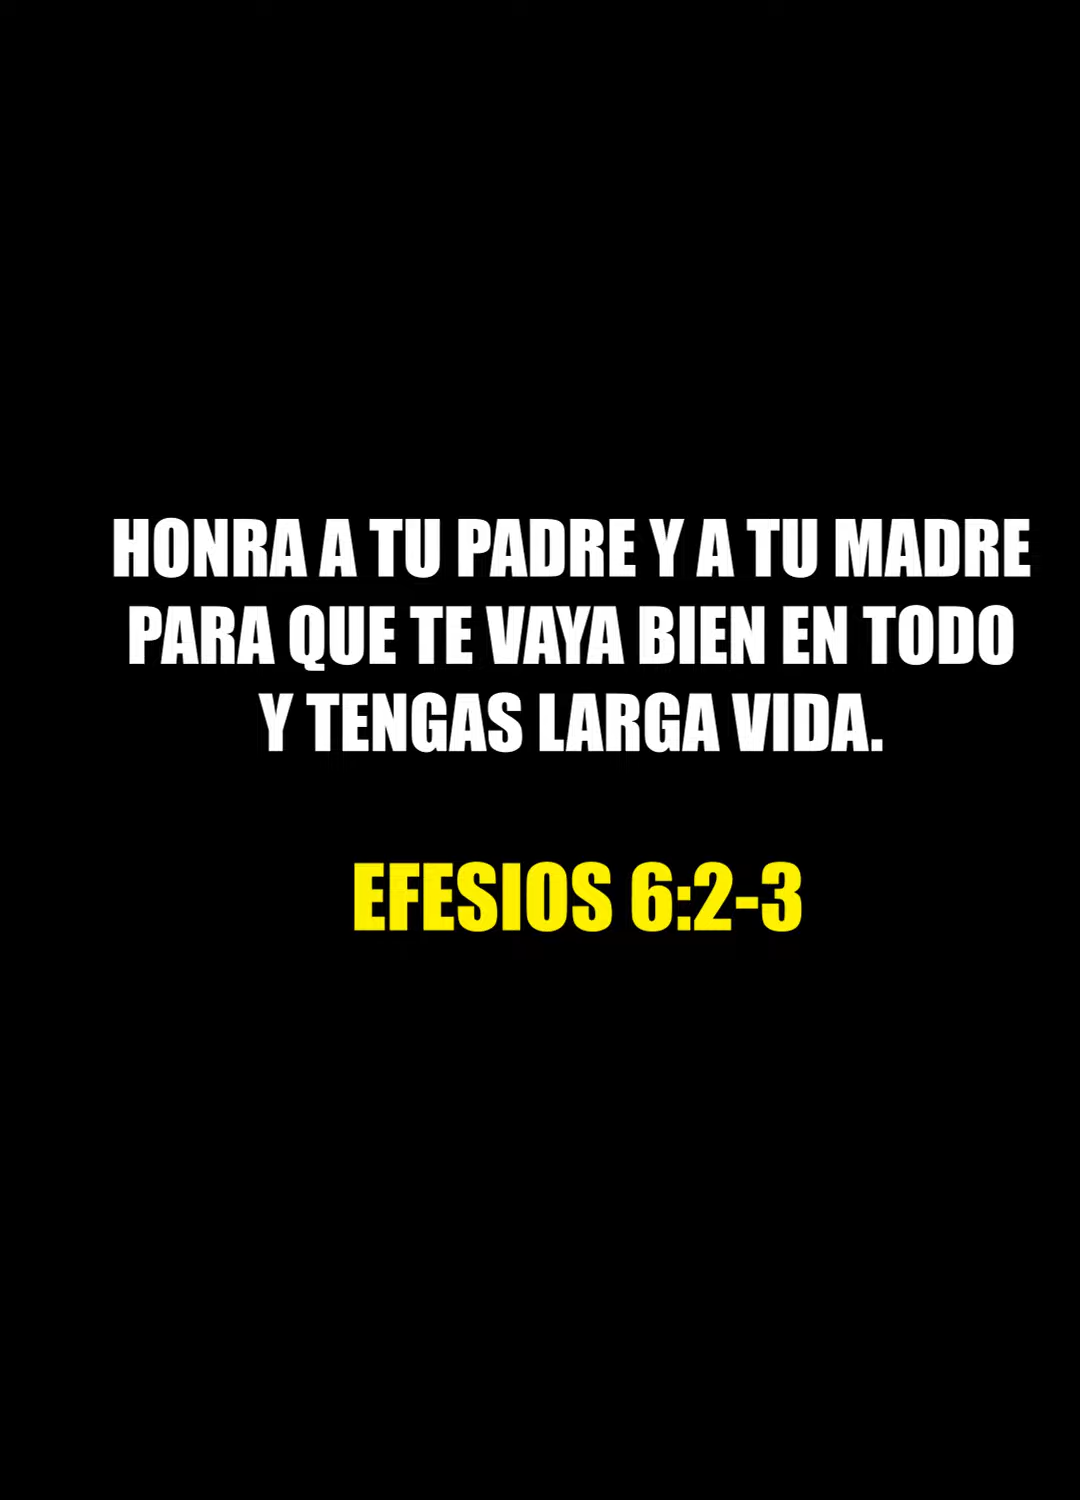 HONRA A TU PADRE Y A TU MADRE
PARA QUE TE VAYA BIEN EN TODO
Y TENGAS LARGA VIDA.
EFESIOS 6:2-3